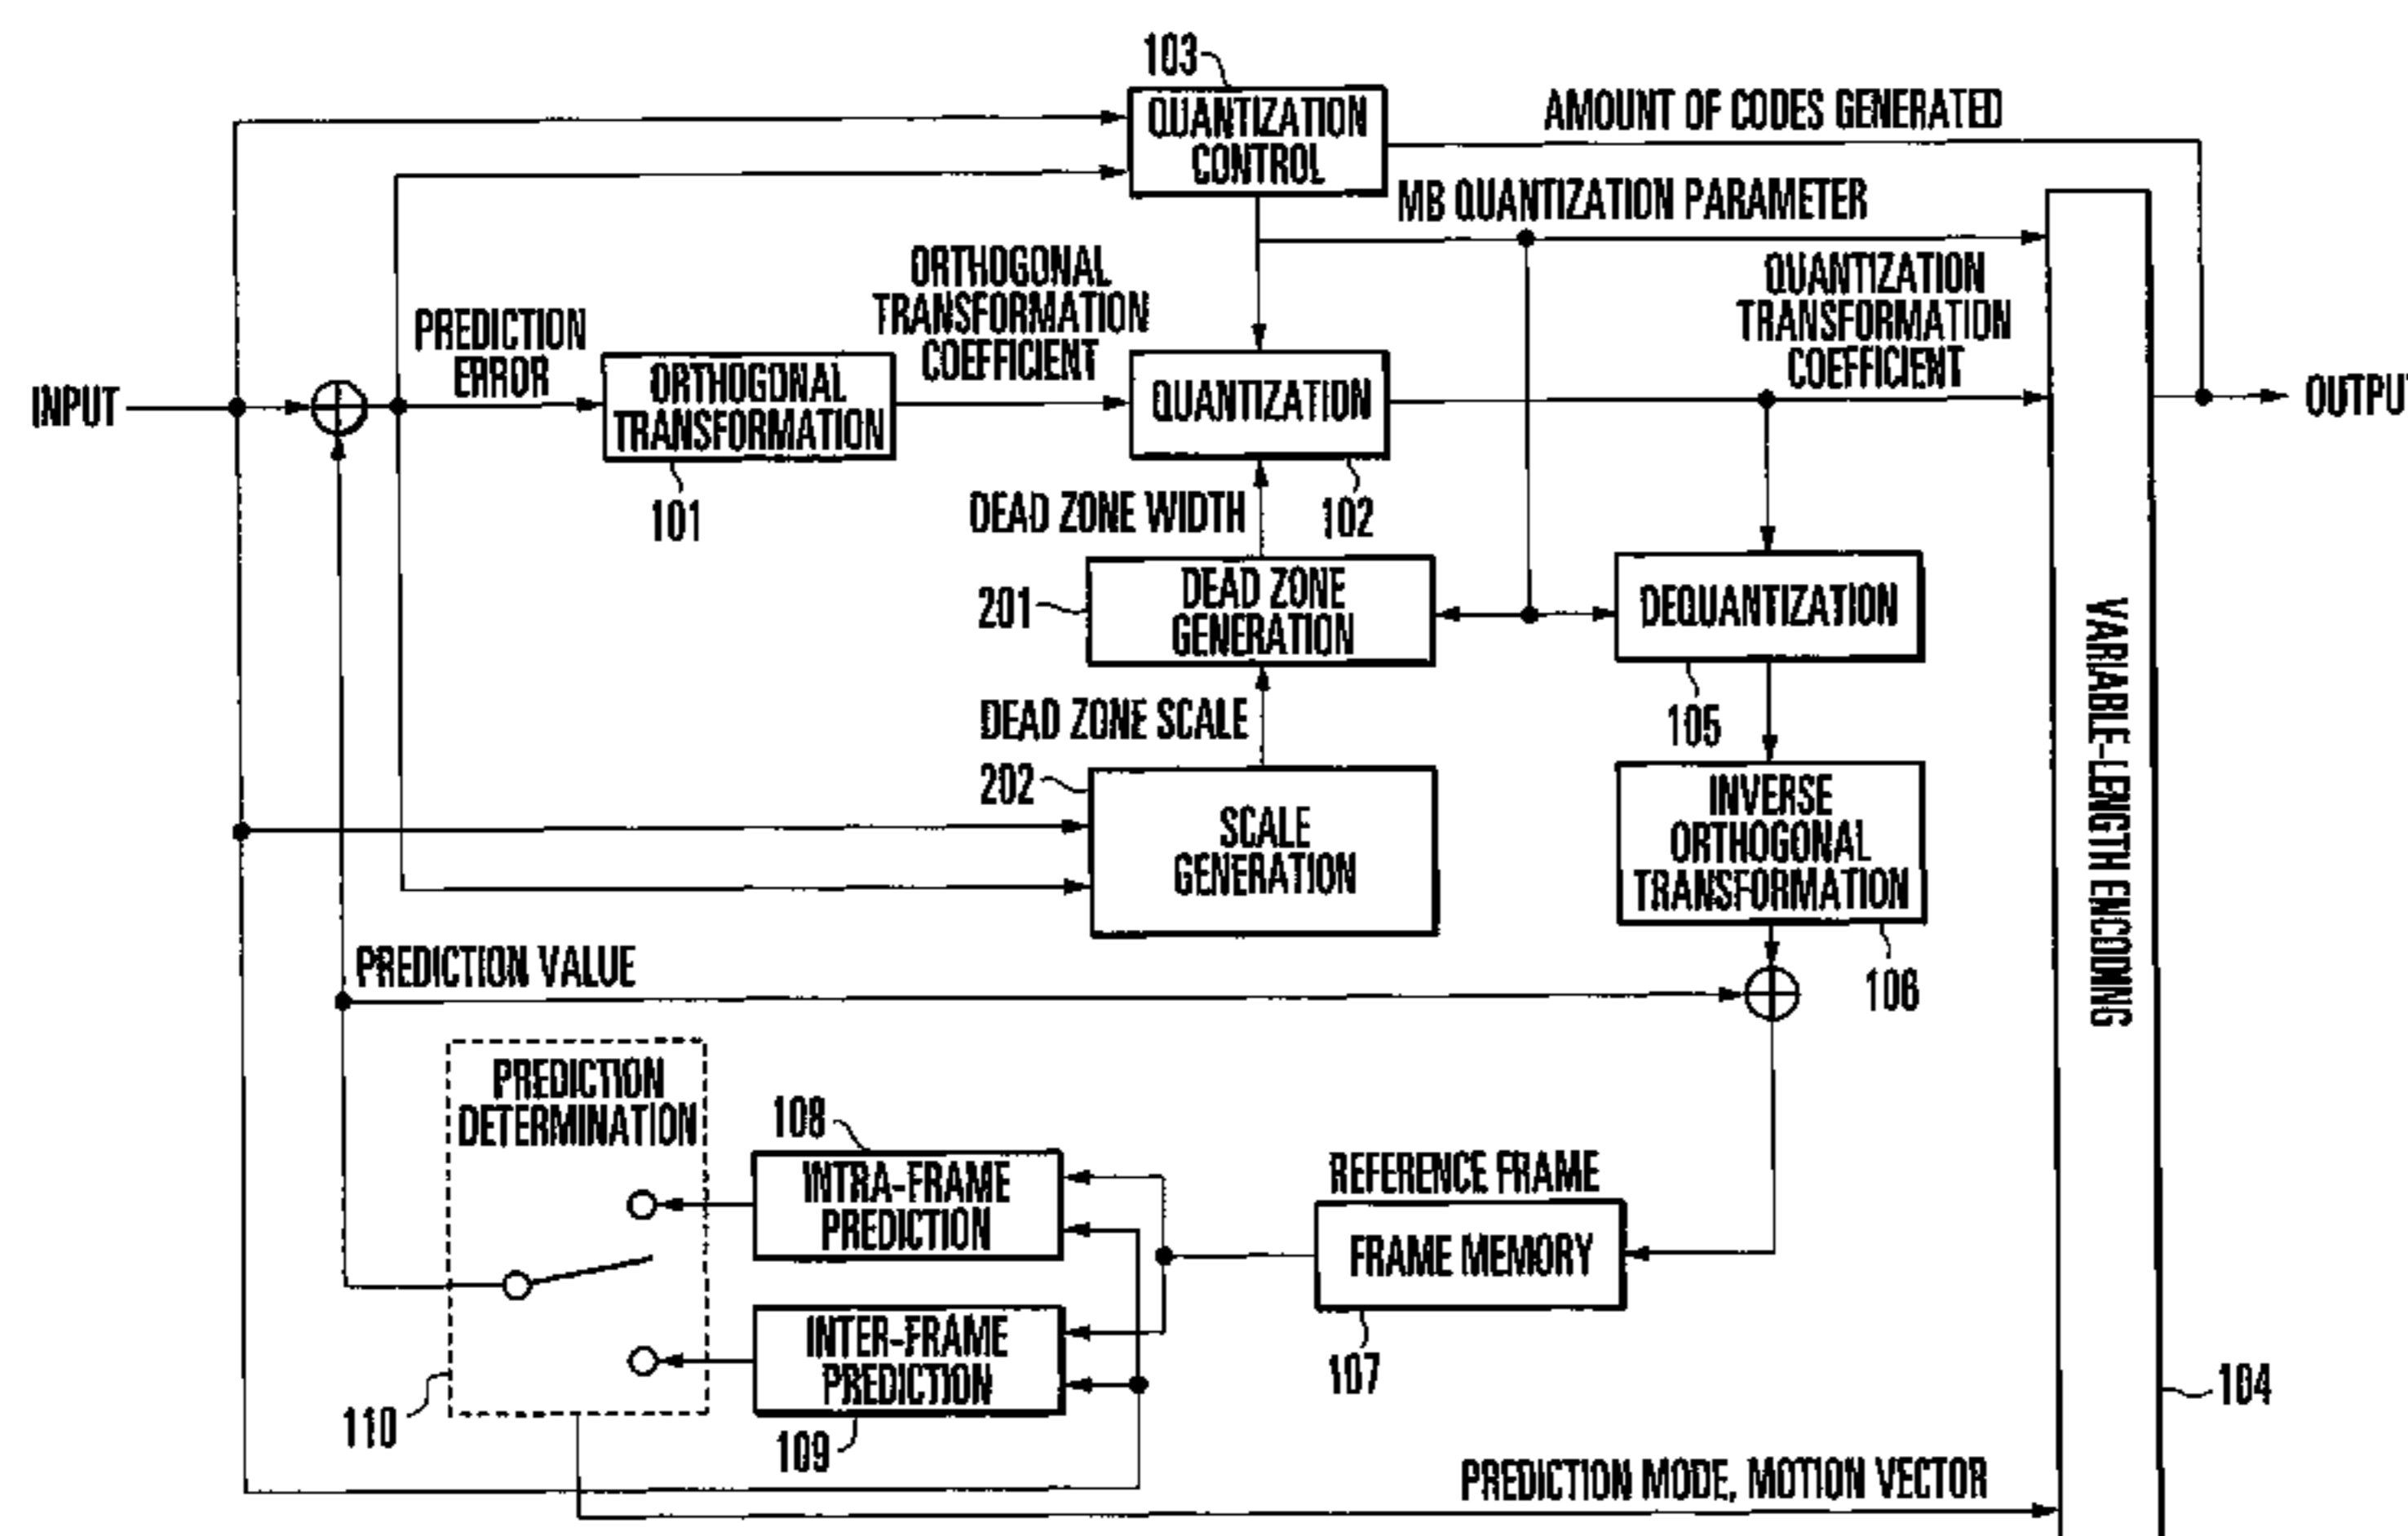 103
QUANTIZATION
CONTROL
AMOUNT OF CODES GENERATED
MB QUANTIZATION PARAMETER
ORTHOGONAL
TRANSFORMATION
COEFFICIENT
QUANTIZATION
TRANSFORMATION
COEFFICIENT
PREDICTION
ERROR
INPUT
ORTHOGONAL
TRANSFORMATION
101
QUANTIZATION
102
OUTPUT
DEAD ZONE WIDTH
201
DEAD ZONE
GENERATION
DEQUANTIZATION
105
DEAD ZONE SCALE
202
SCALE
GENERATION
INVERSE
ORTHOGONAL
TRANSFORMATION
106
VARIABLE-LENGTH ENCODING
PREDICTION VALUE
PREDICTION
DETERMINATION
110
108
INTRA-FRAME
PREDICTION
INTER-FRAME
PREDICTION
109
REFERENCE FRAME
FRAME MEMORY
107
104
PREDICTION MODE, MOTION VECTOR